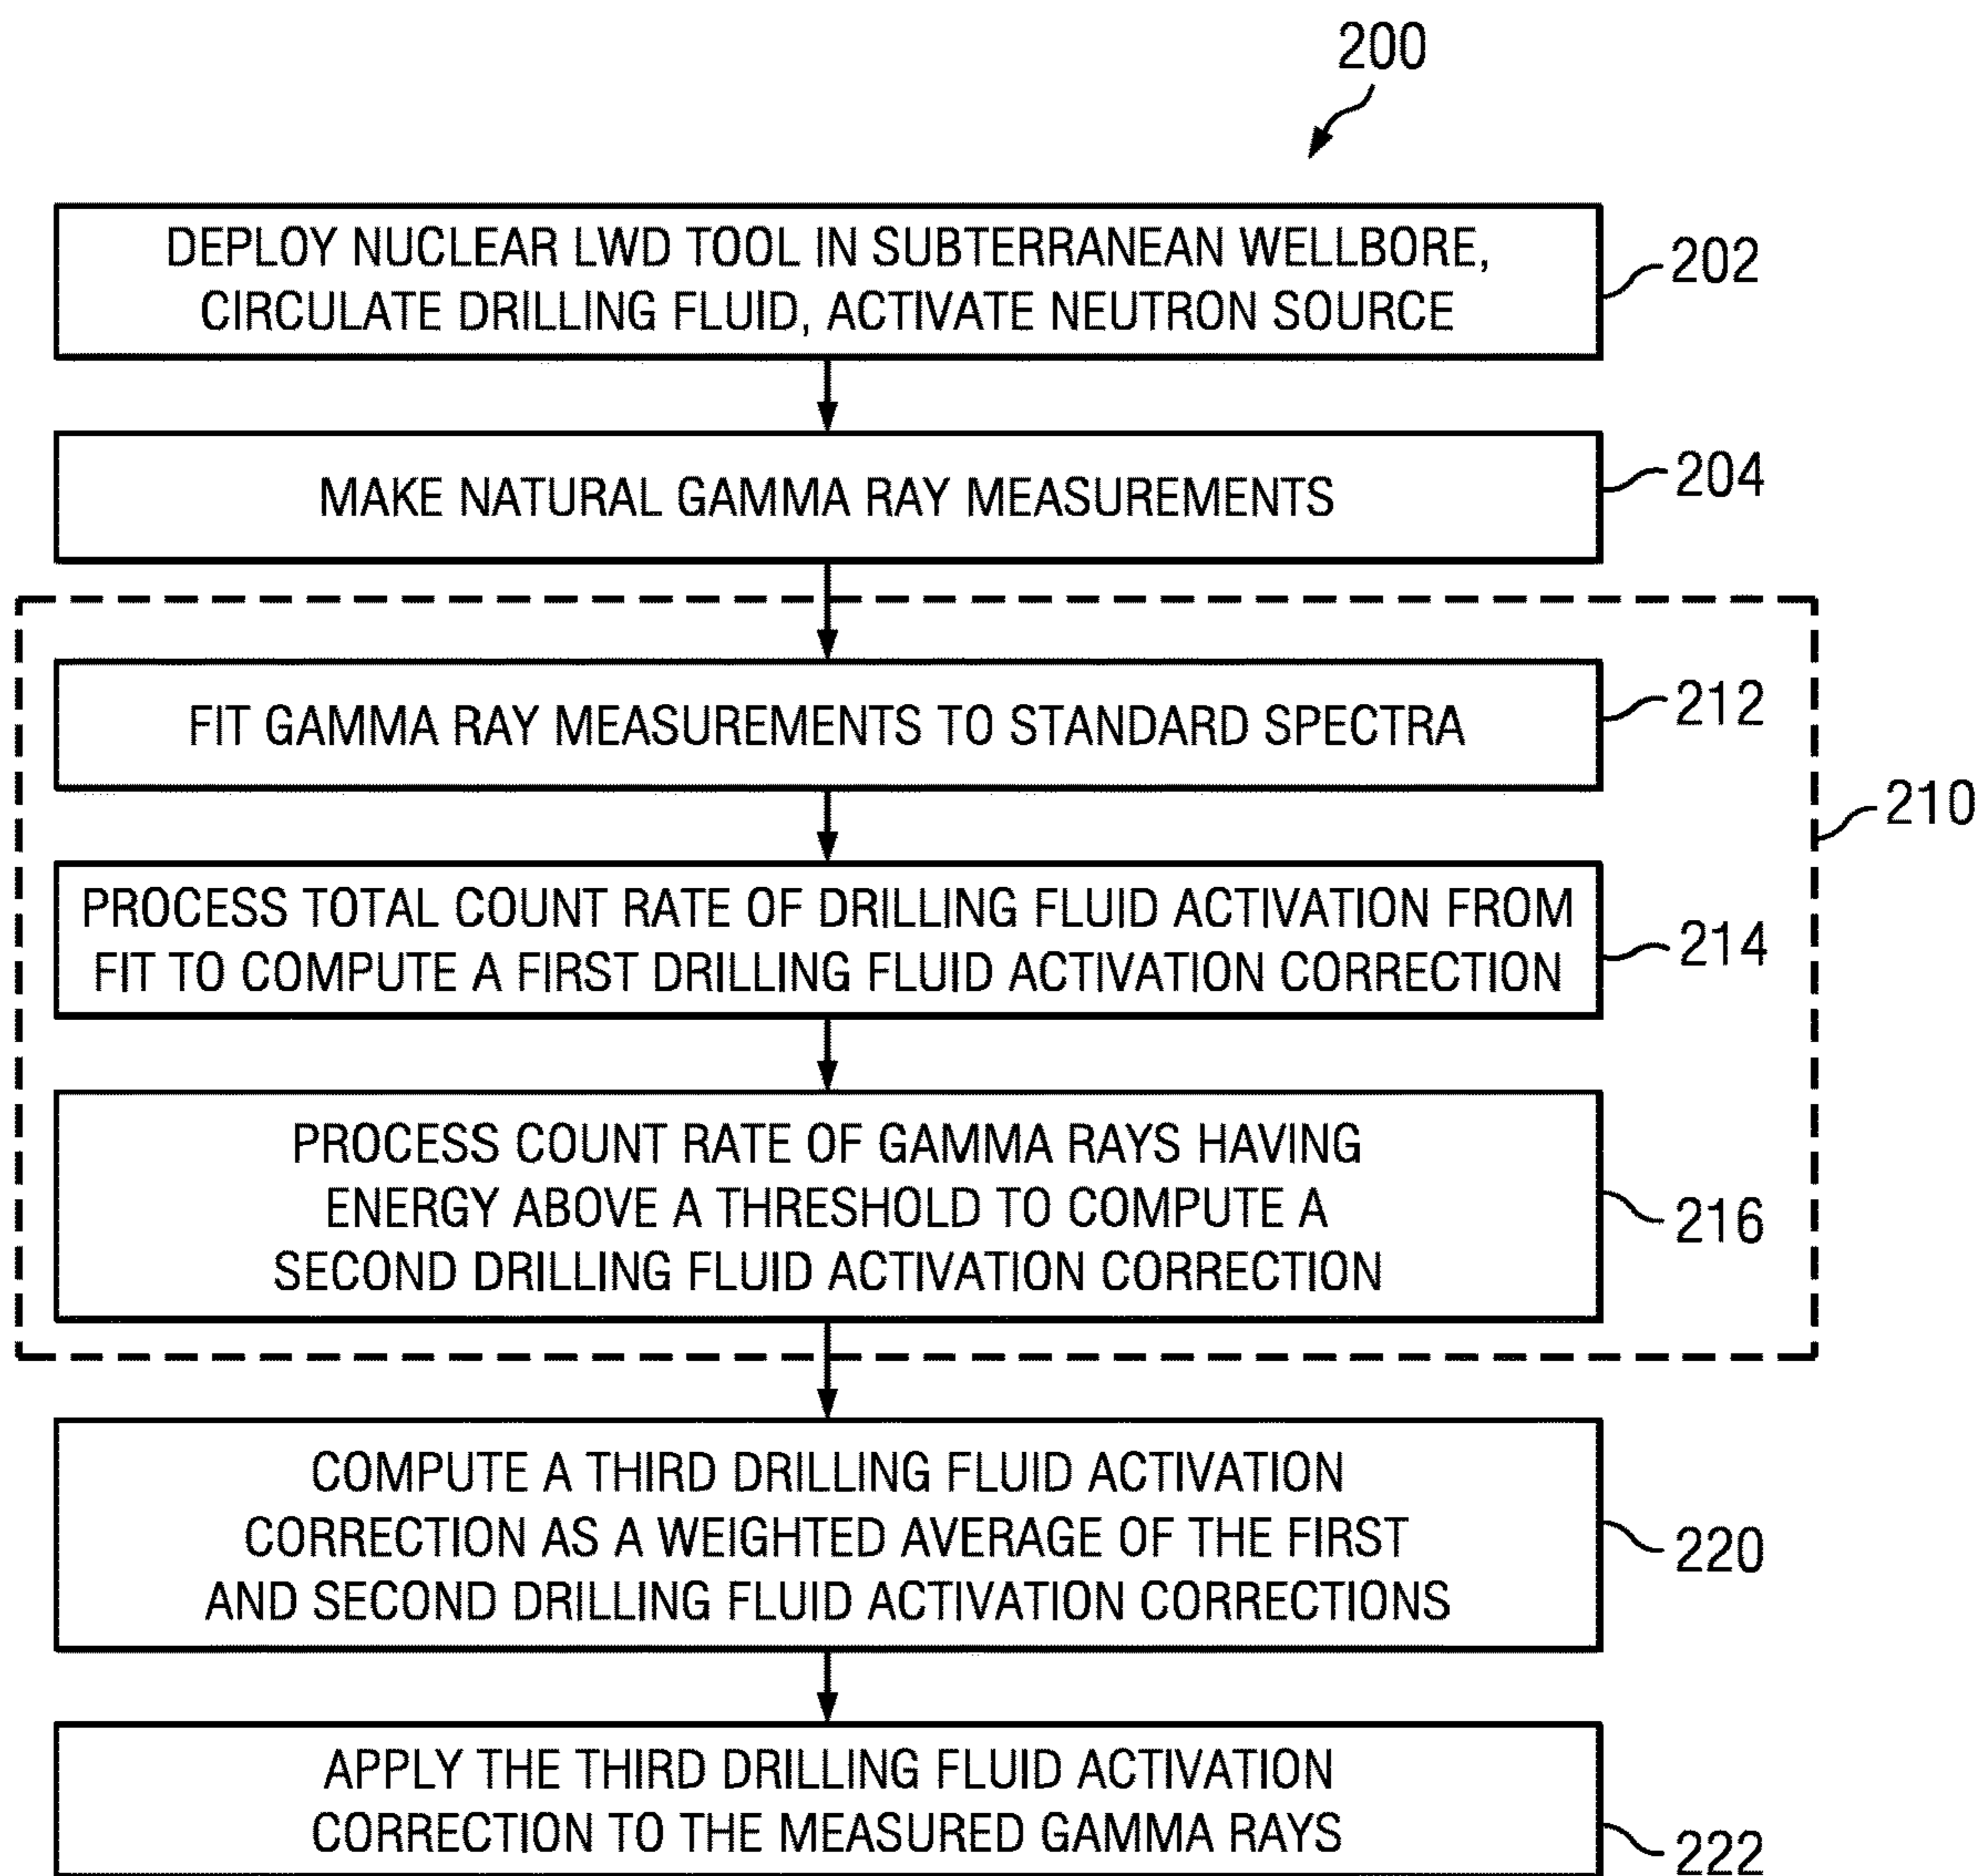 200
DEPLOY NUCLEAR LWD TOOL IN SUBTERRANEAN WELLBORE,
CIRCULATE DRILLING FLUID, ACTIVATE NEUTRON SOURCE
202
MAKE NATURAL GAMMA RAY MEASUREMENTS
204
FIT GAMMA RAY MEASUREMENTS TO STANDARD SPECTRA
212
210
PROCESS TOTAL COUNT RATE OF DRILLING FLUID ACTIVATION FROM
FIT TO COMPUTE A FIRST DRILLING FLUID ACTIVATION CORRECTION
214
PROCESS COUNT RATE OF GAMMA RAYS HAVING
ENERGY ABOVE A THRESHOLD TO COMPUTE A
SECOND DRILLING FLUID ACTIVATION CORRECTION
216
COMPUTE A THIRD DRILLING FLUID ACTIVATION
CORRECTION AS A WEIGHTED AVERAGE OF THE FIRST
AND SECOND DRILLING FLUID ACTIVATION CORRECTIONS
220
APPLY THE THIRD DRILLING FLUID ACTIVATION
CORRECTION TO THE MEASURED GAMMA RAYS
222